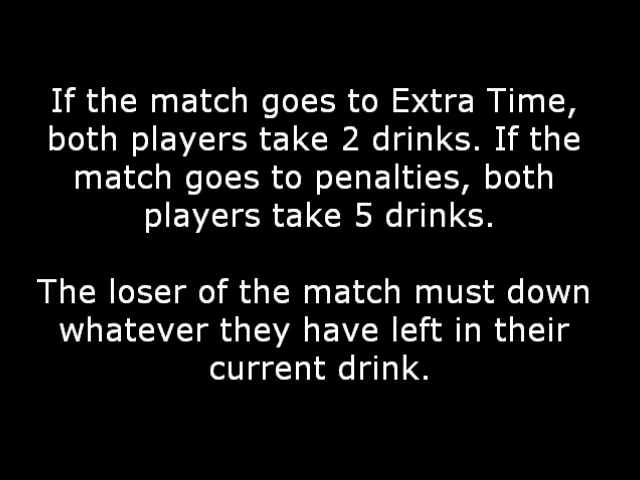 If the match goes to Extra Time,
both players take 2 drinks. If the
match goes to penalties, both
players take 5 drinks.
The loser of the match must down
whatever they have left in their
current drink.